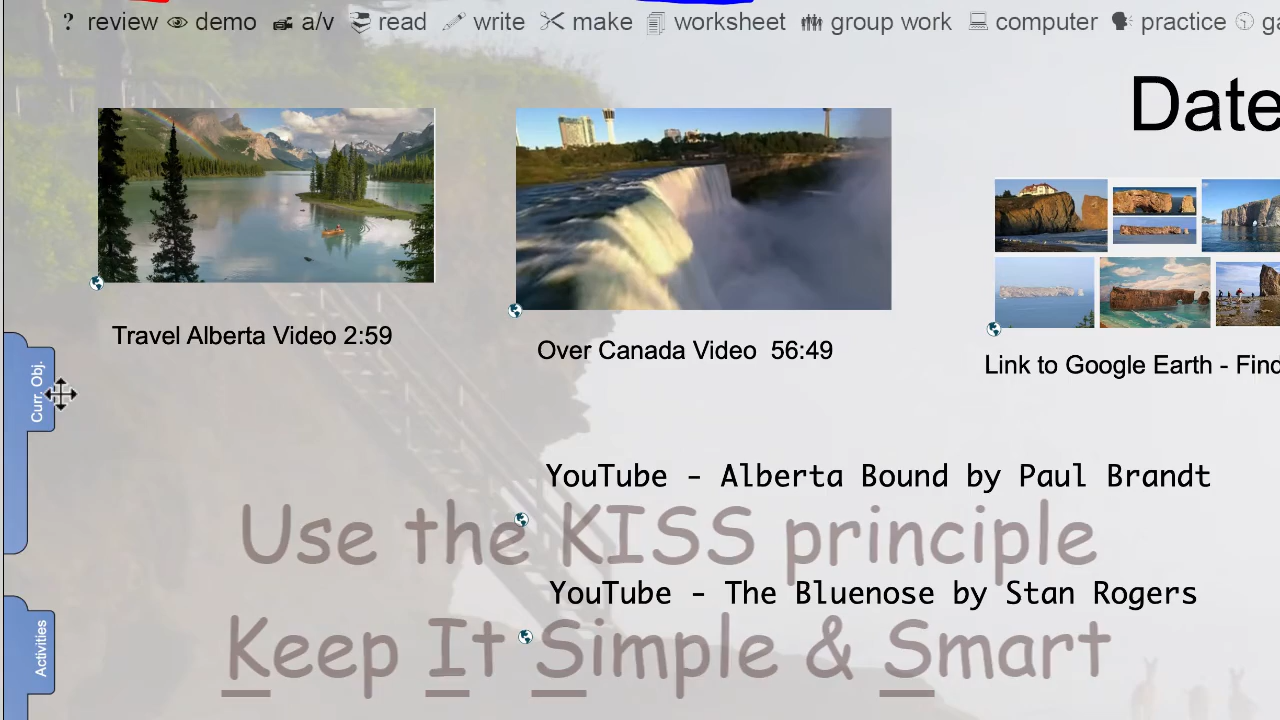 ? review demo a/v read write make worksheet group work computer practice
Date
Travel Alberta Video 2:59
Over Canada Video 56:49
Link to Google Earth - Find
Curr. Obj.
YouTube - Alberta Bound by Paul Brandt
Use the KISS principle
YouTube - The Bluenose by Stan Rogers
Keep It Simple & Smart
Activities